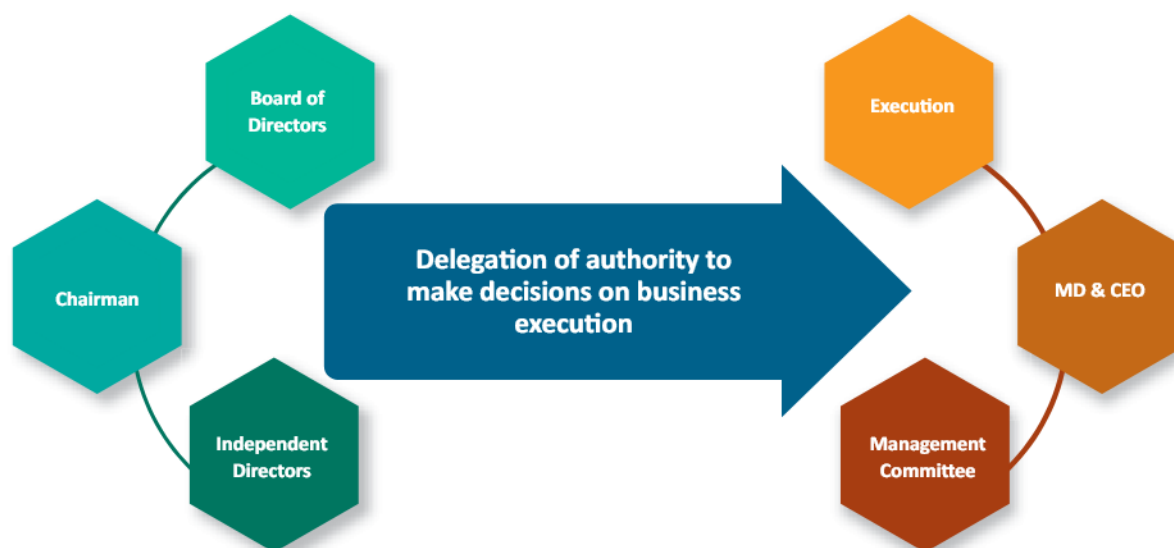 Board of
Directors
Chairman
Independent
Directors
Delegation of authority to
make decisions on business
execution
Execution
MD & CEO
Management
Committee